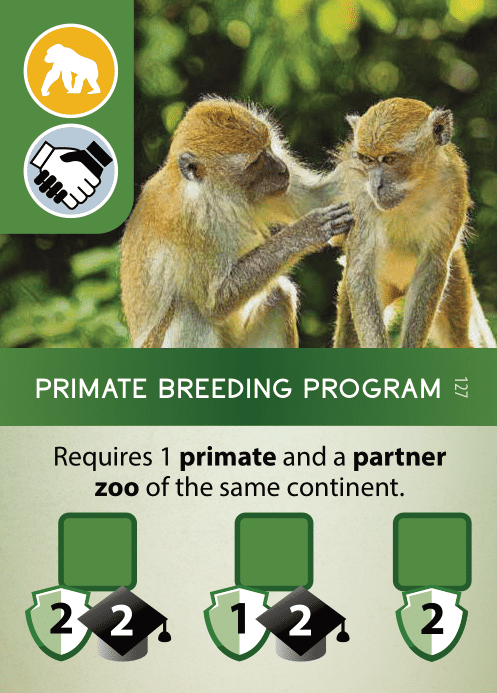 PRIMATE BREEDING PROGRAM 127
Requires 1 primate and a partner
zoo of the same continent.
2 2 1 2 2